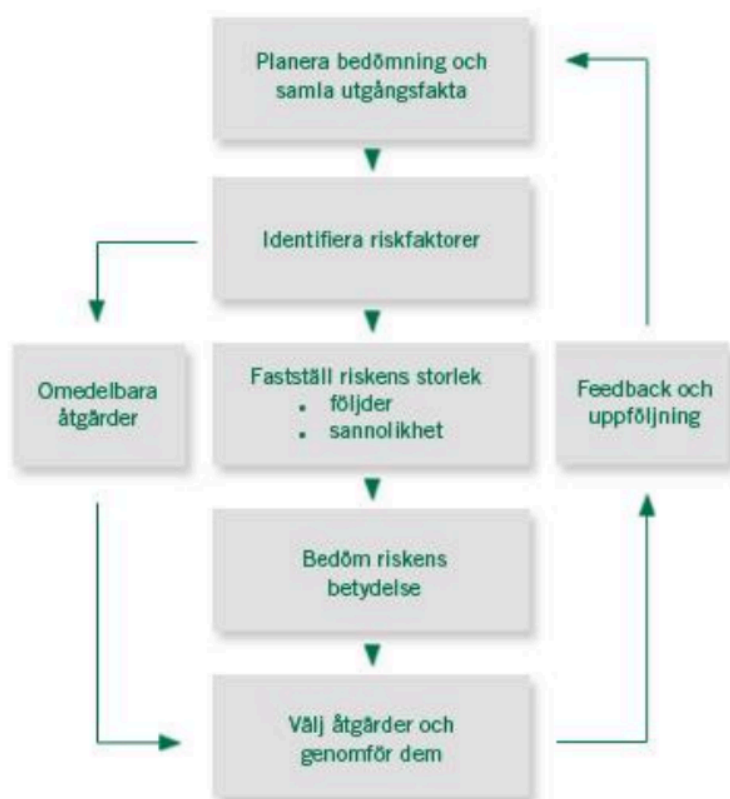 Planera bedömning och
samla utgångsfakta
Identifiera riskfaktorer
Omedelbara
åtgärder
Fastställ riskens storlek
• följder
• sannolikhet
Feedback och
uppföljning
Bedöm riskens
betydelse
Välj åtgärder och
genomför dem